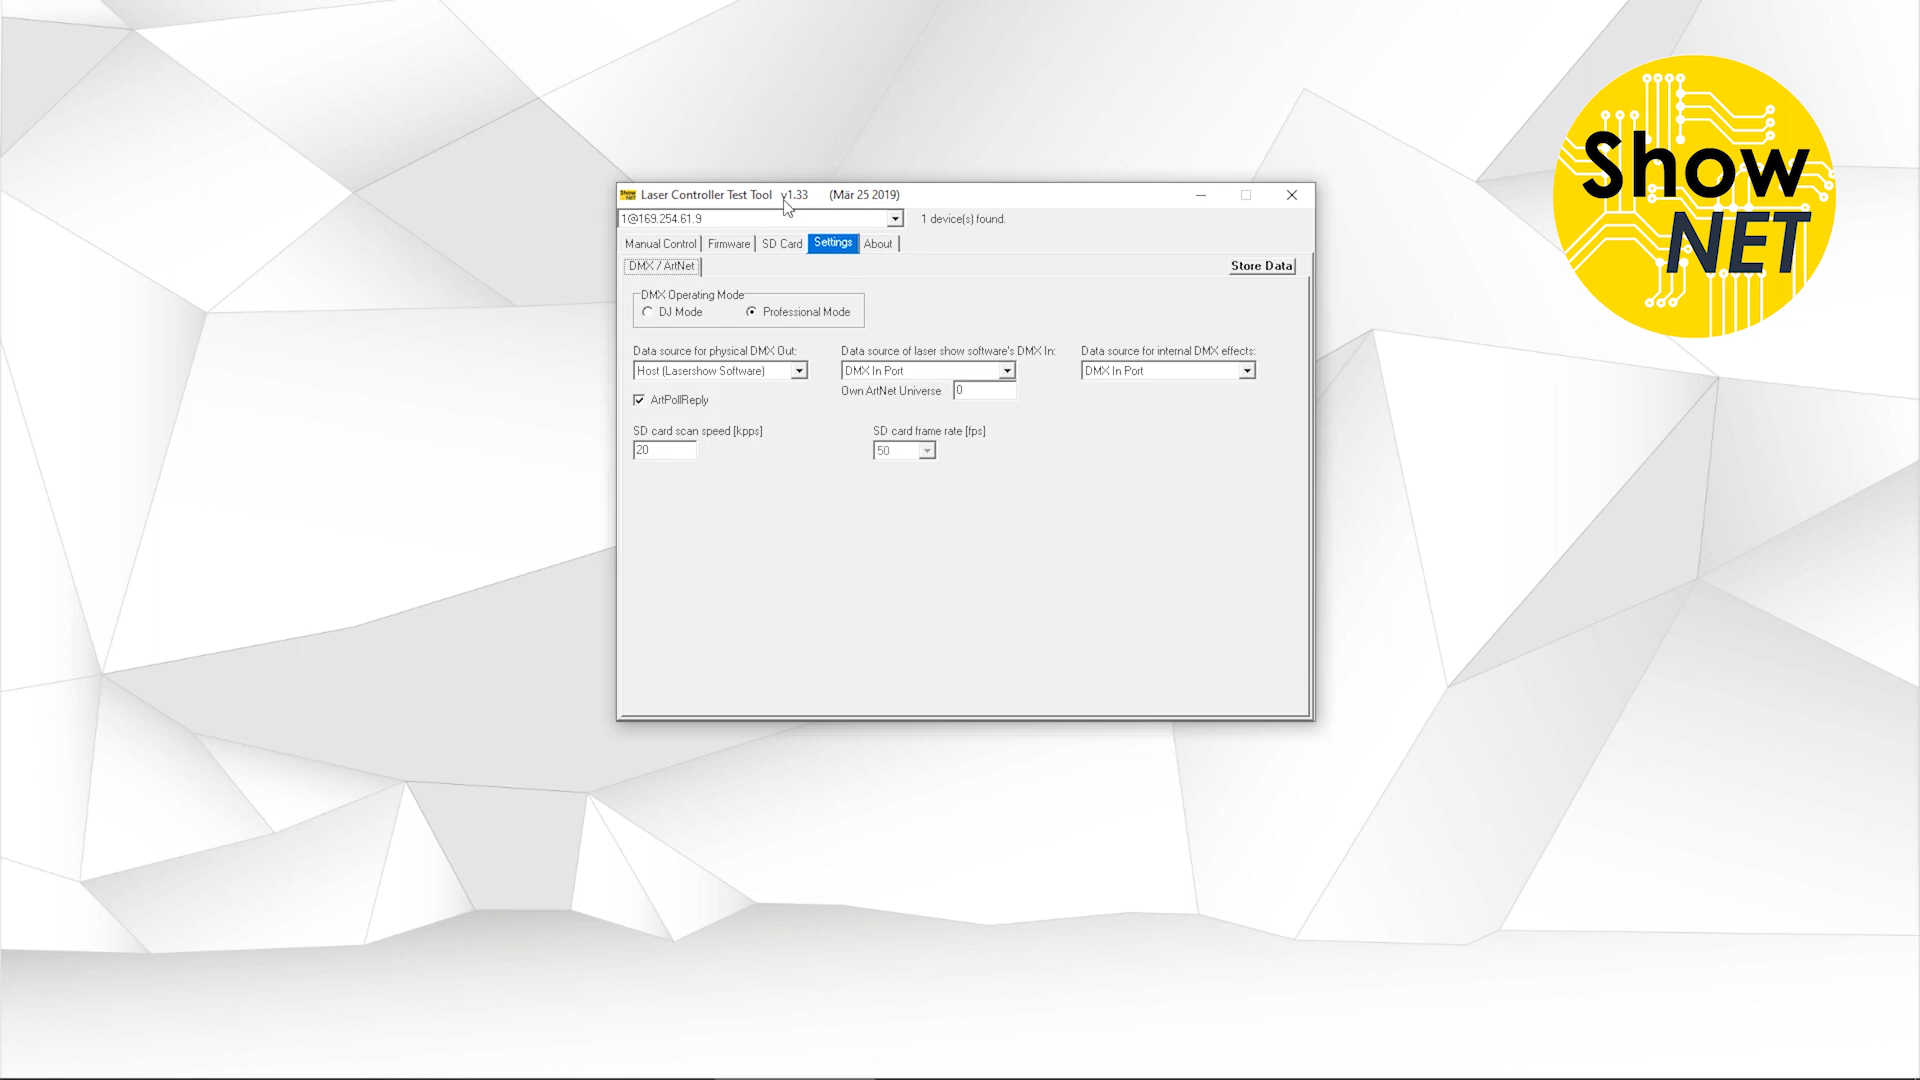 Show
NET
Show
NET
Laser Controller Test Tool v1.33 (Mär 25 2019)
1@169.254.61.9
1 device(s) found.
Manual Control
Firmware
SD Card
Settings
About
DMX / ArtNet
Store Data
DMX Operating Mode
DJ Mode
Professional Mode
Data source for physical DMX Out:
Data source of laser show software's DMX In:
Data source for internal DMX effects:
Host (Lasershow Software)
DMX In Port
DMX In Port
Own ArtNet Universe
0
ArtPollReply
SD card scan speed [kpps]
SD card frame rate [fps]
20
50